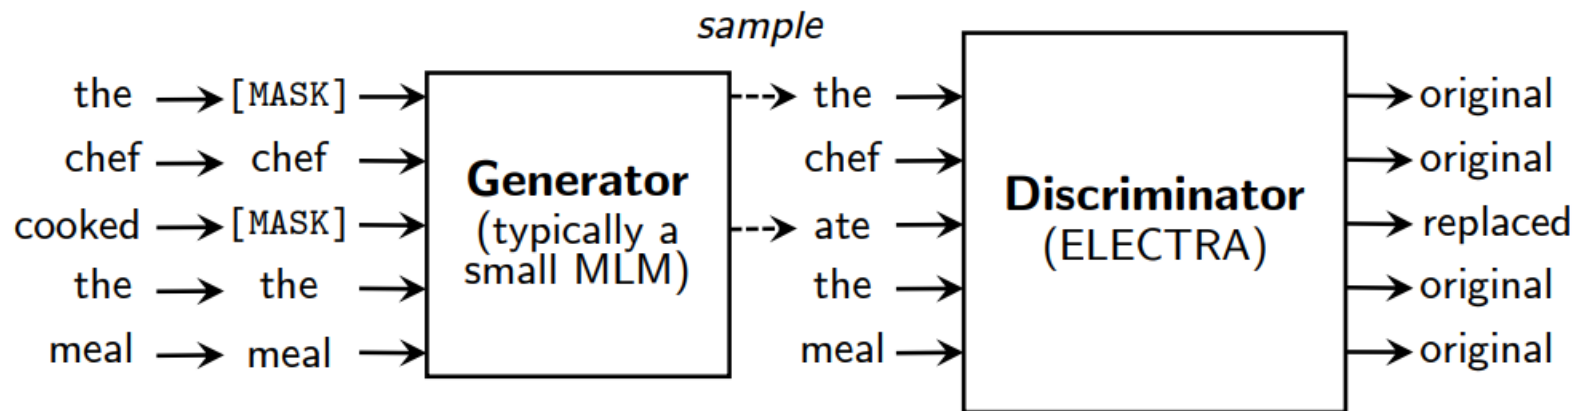 sample
the [MASK] the original
chef chef chef original
cooked [MASK] ate replaced
the the the original
meal meal meal original
Generator
(typically a
small MLM)
Discriminator
(ELECTRA)